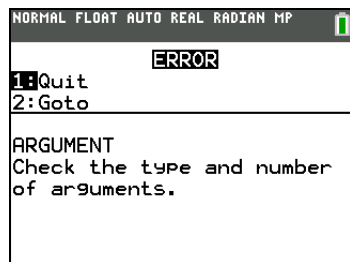 NORMAL FLOAT AUTO REAL RADIAN MP
ERROR
1:Quit
2:Goto
ARGUMENT
Check the type and number
of arguments.